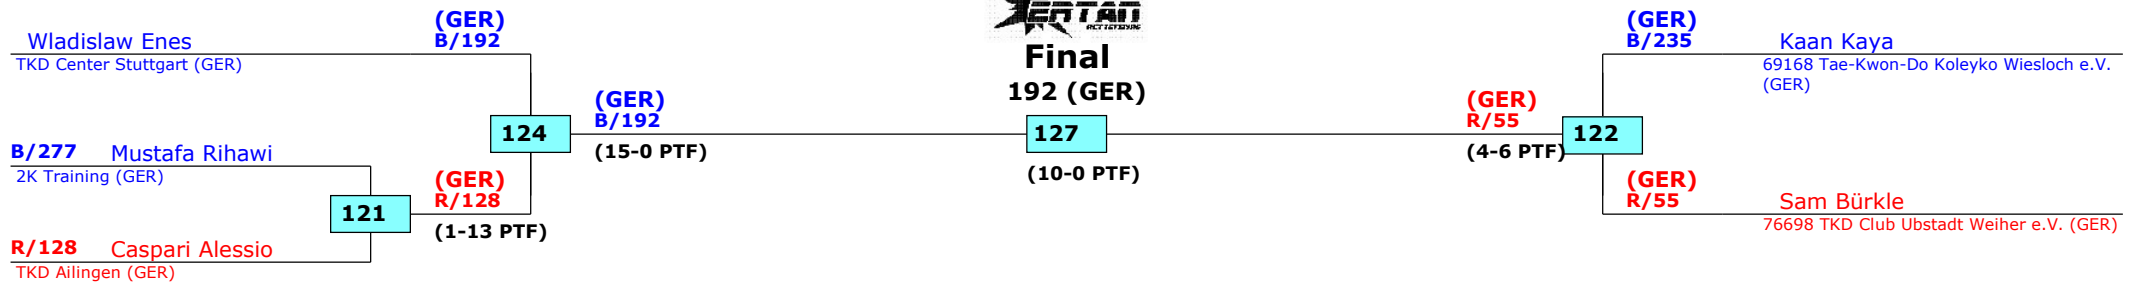 (GER)
B/192
Wladislaw Enes
TKD Center Stuttgart (GER)
B/277 Mustafa Rihawi
2K Training (GER)
121
R/128 Caspari Alessio
TKD Ailingen (GER)
(GER)
R/128
(1-13 PTF)
124
(GER)
B/192
(15-0 PTF)
ERTAN
Final
192 (GER)
127
(10-0 PTF)
(GER)
R/55
(4-6 PTF)
122
(GER)
B/235
Kaan Kaya
69168 Tae-Kwon-Do Koleyko Wiesloch e.V.
(GER)
(GER)
R/55
Sam Bürkle
76698 TKD Club Ubstadt Weiher e.V. (GER)